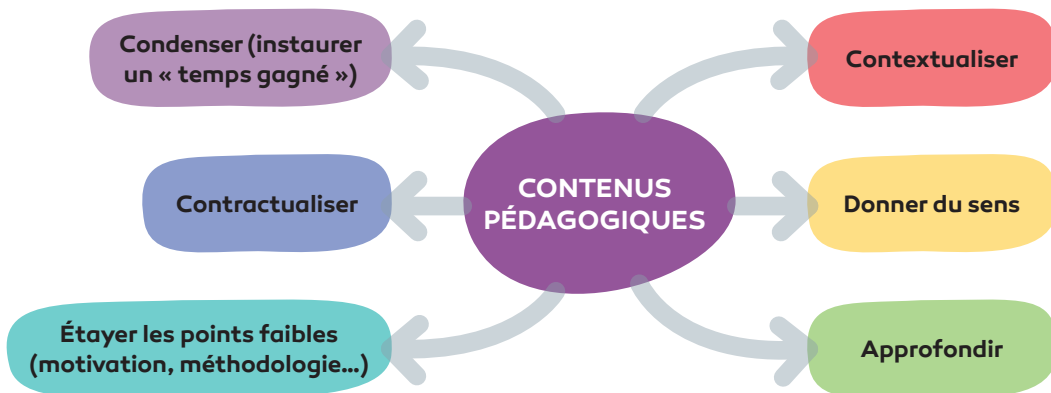 Condenser (instaurer
un « temps gagné »)
Contextualiser
CONTENUS
PÉDAGOGIQUES
Contractualiser
Donner du sens
Étayer les points faibles
(motivation, méthodologie...)
Approfondir